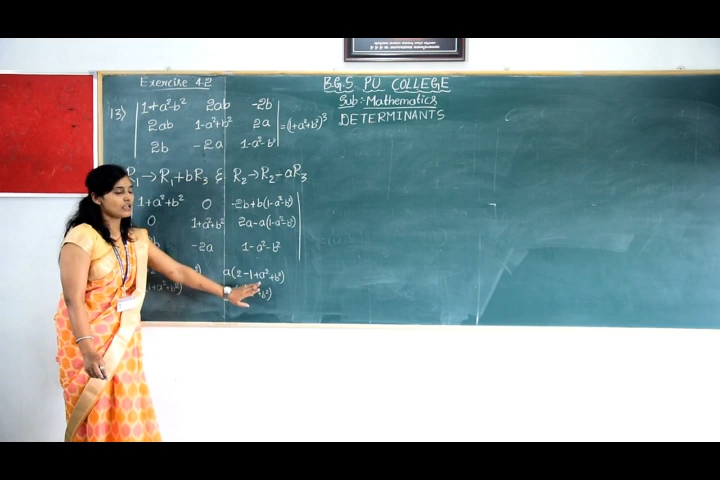 Exercise 4.2
B.G.S. PU COLLEGE
Sub: Mathematics
DETERMINANTS
13) | 1+a²-b² 2ab -2b |
| 2ab 1-a²+b² 2a | = (1+a²+b²)³
| 2b -2a 1-a²-b² |
R₁→R₁+bR₃ & R₂→R₂-aR₃
1+a²+b² 0 -2b+b(1-a²-b²)
0 1+a²+b² 2a-a(1-a²-b²)
-2a 1-a²-b²
a(2-1+a²+b²)